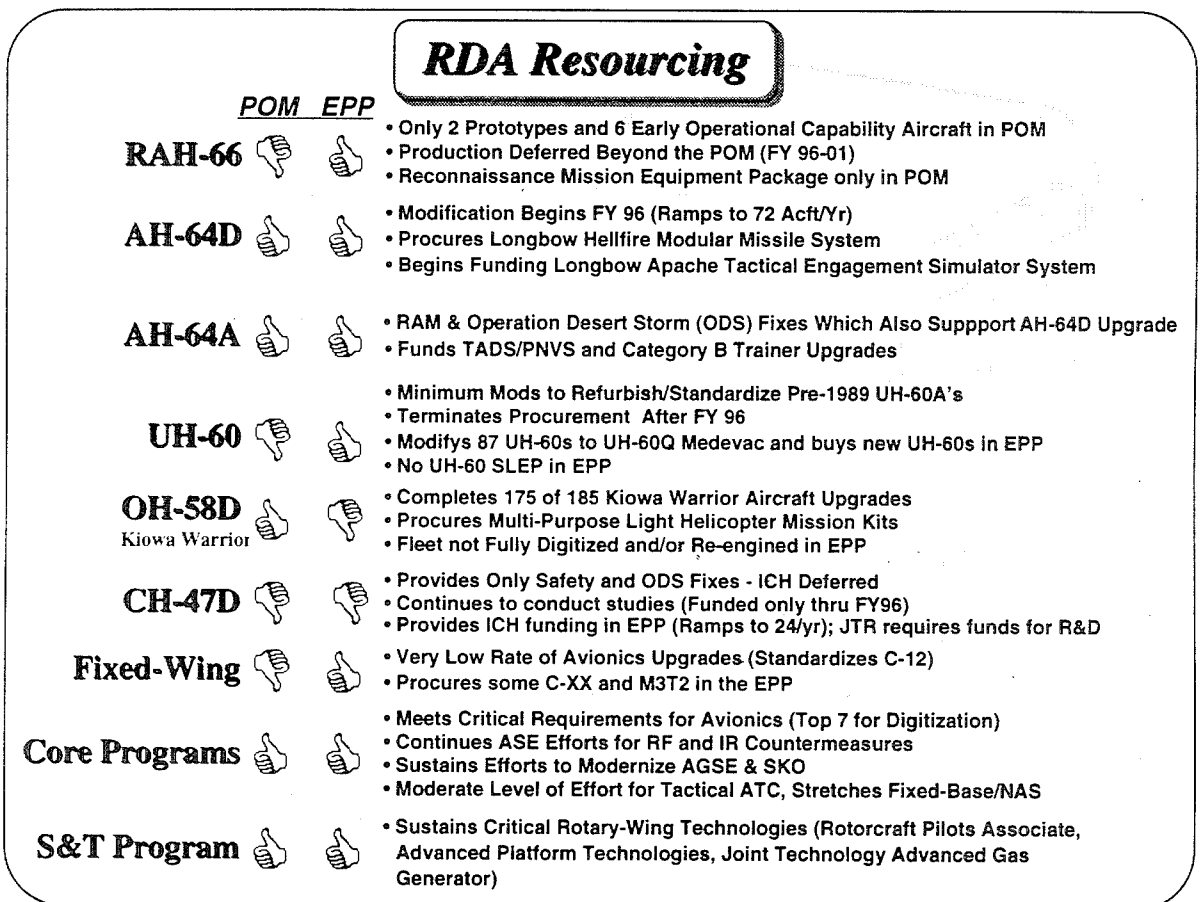 RDA Resourcing
POM EPP
RAH-66
• Only 2 Prototypes and 6 Early Operational Capability Aircraft in POM
• Production Deferred Beyond the POM (FY 96-01)
• Reconnaissance Mission Equipment Package only in POM
AH-64D
• Modification Begins FY 96 (Ramps to 72 Acft/Yr)
• Procures Longbow Hellfire Modular Missile System
• Begins Funding Longbow Apache Tactical Engagement Simulator System
AH-64A
• RAM & Operation Desert Storm (ODS) Fixes Which Also Suppport AH-64D Upgrade
• Funds TADS/PNVS and Category B Trainer Upgrades
UH-60
• Minimum Mods to Refurbish/Standardize Pre-1989 UH-60A's
• Terminates Procurement After FY 96
• Modifys 87 UH-60s to UH-60Q Medevac and buys new UH-60s in EPP
• No UH-60 SLEP in EPP
OH-58D
Kiowa Warrior
• Completes 175 of 185 Kiowa Warrior Aircraft Upgrades
• Procures Multi-Purpose Light Helicopter Mission Kits
• Fleet not Fully Digitized and/or Re-engined in EPP
CH-47D
• Provides Only Safety and ODS Fixes - ICH Deferred
• Continues to conduct studies (Funded only thru FY96)
• Provides ICH funding in EPP (Ramps to 24/yr); JTR requires funds for R&D
Fixed-Wing
• Very Low Rate of Avionics Upgrades (Standardizes C-12)
• Procures some C-XX and M3T2 in the EPP
Core Programs
• Meets Critical Requirements for Avionics (Top 7 for Digitization)
• Continues ASE Efforts for RF and IR Countermeasures
• Sustains Efforts to Modernize AGSE & SKO
• Moderate Level of Effort for Tactical ATC, Stretches Fixed-Base/NAS
S&T Program
• Sustains Critical Rotary-Wing Technologies (Rotorcraft Pilots Associate,
Advanced Platform Technologies, Joint Technology Advanced Gas
Generator)